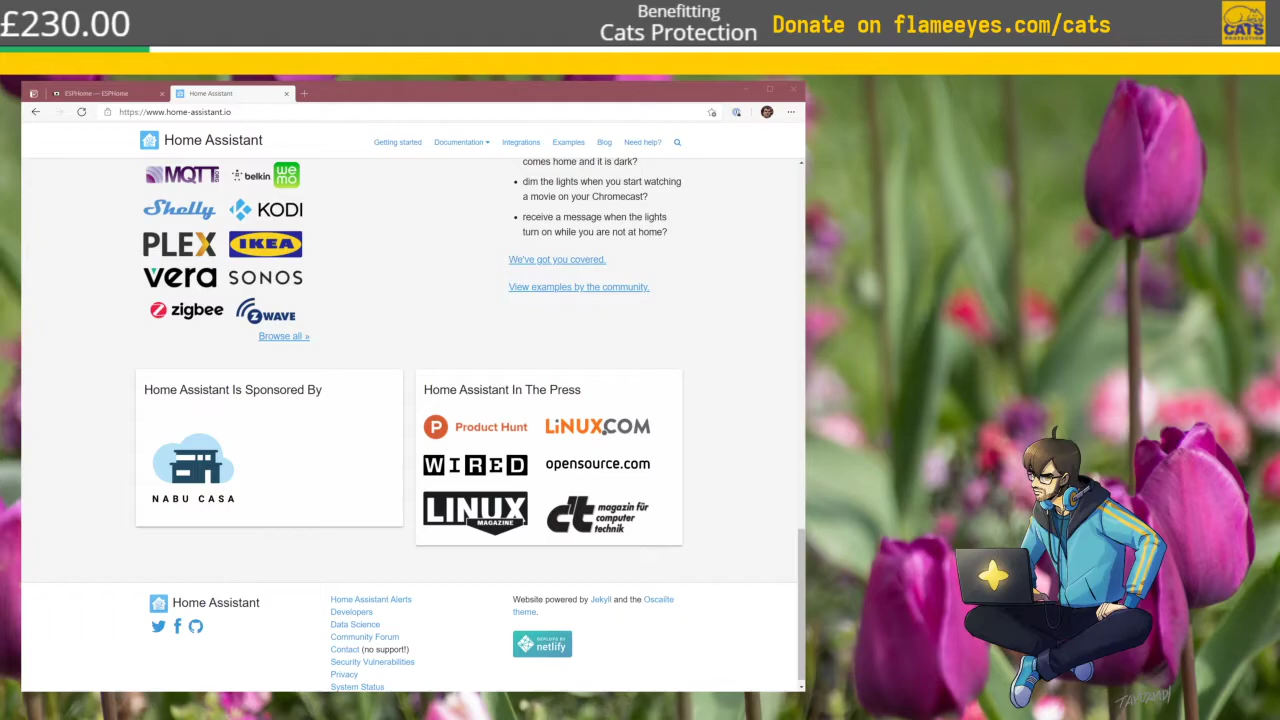 £230.00
Benefitting
Cats Protection
Donate on flameeyes.com/cats
CATS
PROTECTION
ESPHome — ESPHome
Home Assistant
https://www.home-assistant.io
Home Assistant
Getting started
Documentation
Integrations
Examples
Blog
Need help?
MQTT
belkin
wemo
Shelly
KODI
PLEX
IKEA
vera
SONOS
zigbee
Z WAVE
Browse all »
comes home and it is dark?
• dim the lights when you start watching
a movie on your Chromecast?
• receive a message when the lights
turn on while you are not at home?
We've got you covered.
View examples by the community.
Home Assistant Is Sponsored By
NABU CASA
Home Assistant In The Press
Product Hunt
LINUX.COM
WIRED
opensource.com
LINUX
MAGAZINE
c't magazin für
computer
technik
Home Assistant
Home Assistant Alerts
Developers
Data Science
Community Forum
Contact (no support!)
Security Vulnerabilities
Privacy
System Status
Website powered by Jekyll and the Oscailte
theme.
DEPLOYS BY
netlify